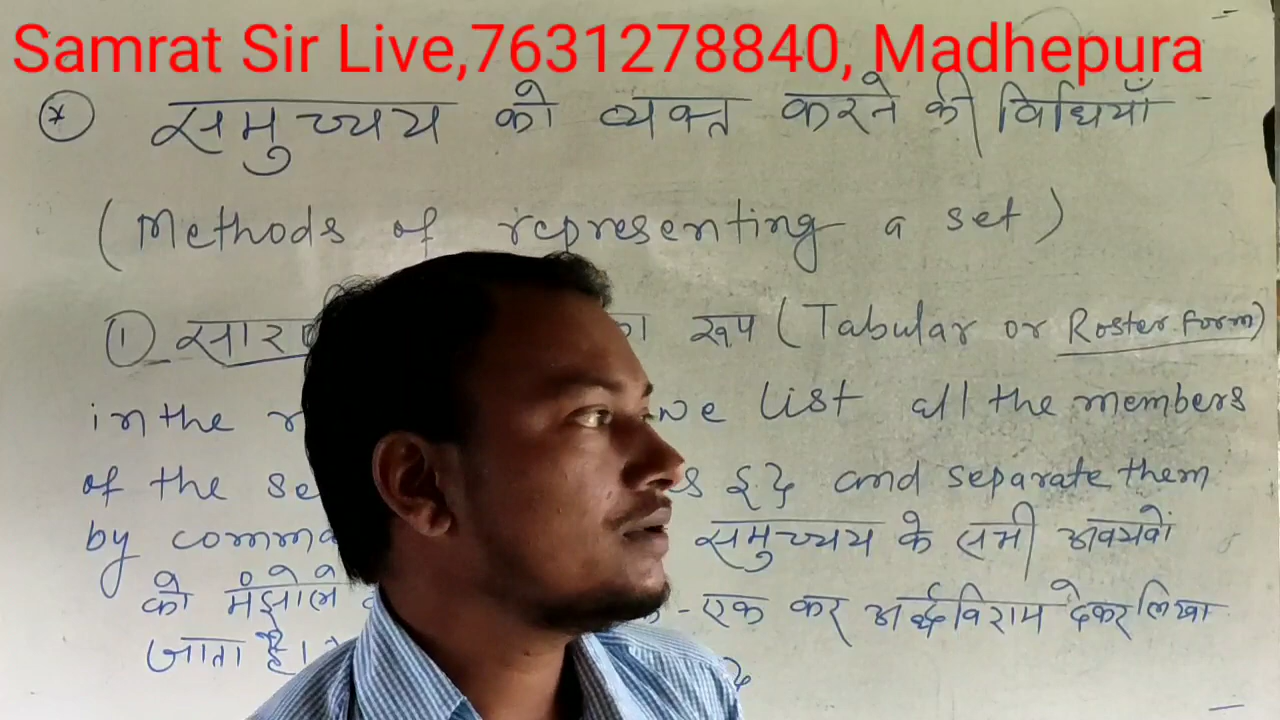 Samrat Sir Live,7631278840, Madhepura
* समुच्चय को व्यक्त करने की विधियाँ
(Methods of representing a set)
① रूप (Tabular or Roster form)
in the we list all the members
of the {} and separate them
by समुच्चय के सभी अवयवों
को मंझोले - एक कर अर्द्धविराम देकर लिखा
जाता है।